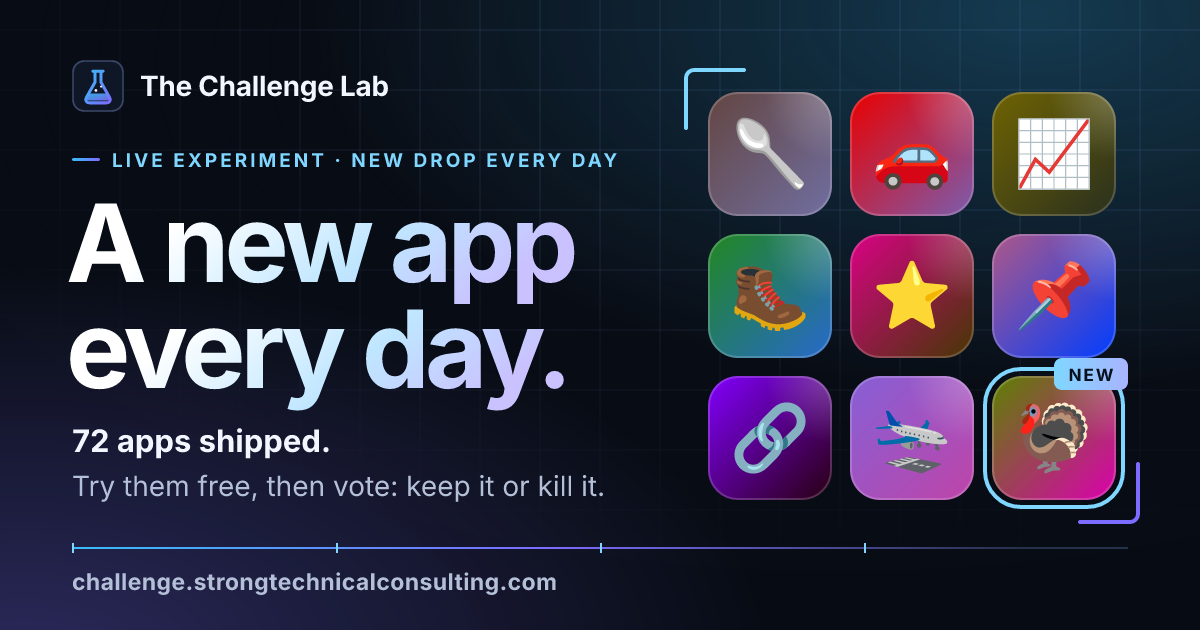 The Challenge Lab
LIVE EXPERIMENT · NEW DROP EVERY DAY
A new app
every day.
72 apps shipped.
Try them free, then vote: keep it or kill it.
NEW
challenge.strongtechnicalconsulting.com